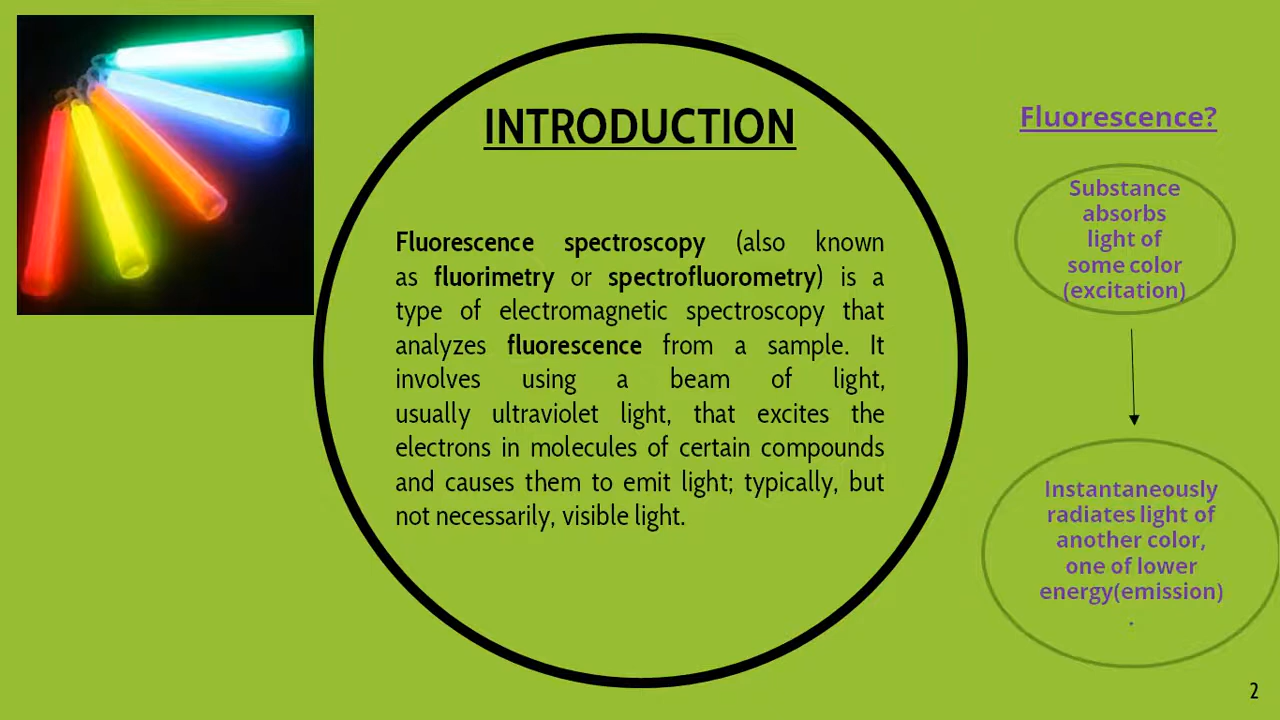 INTRODUCTION
Fluorescence spectroscopy (also known
as fluorimetry or spectrofluorometry) is a
type of electromagnetic spectroscopy that
analyzes fluorescence from a sample. It
involves using a beam of light,
usually ultraviolet light, that excites the
electrons in molecules of certain compounds
and causes them to emit light; typically, but
not necessarily, visible light.
Fluorescence?
Substance
absorbs
light of
some color
(excitation)
Instantaneously
radiates light of
another color,
one of lower
energy(emission)
.
2